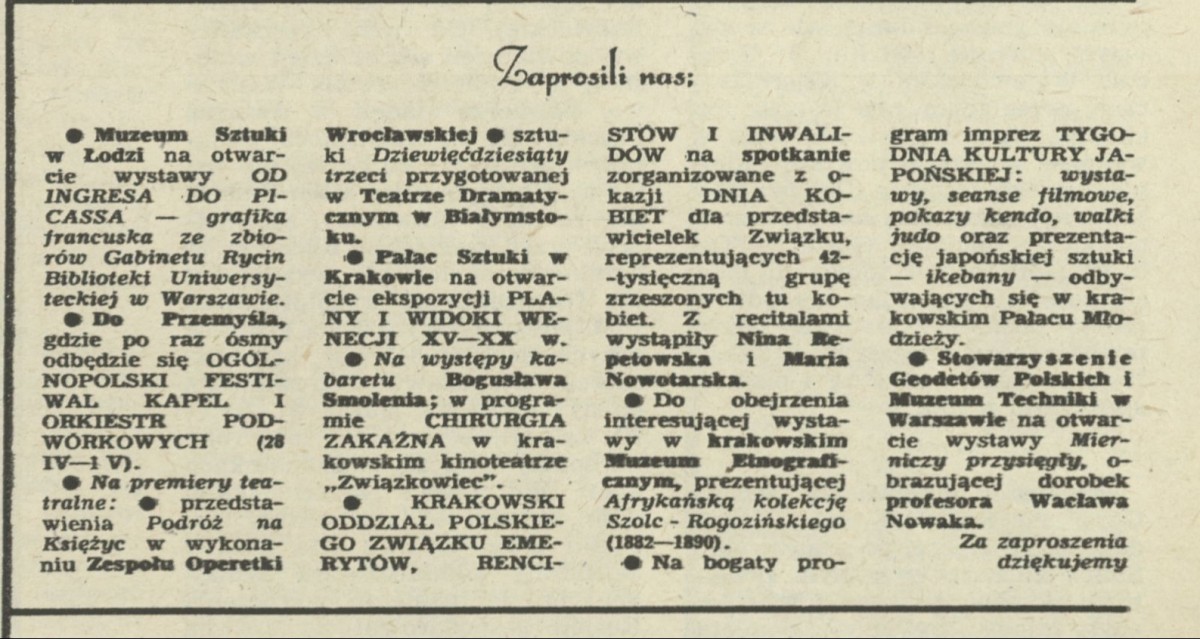 Zaprosili nas:
● Muzeum Sztuki
w Łodzi na otwar-
cie wystawy OD
INGRESA DO PI-
CASSA — grafika
francuska ze zbio-
rów Gabinetu Rycin
Biblioteki Uniwersy-
teckiej w Warszawie.
● Do Przemyśla,
gdzie po raz ósmy
odbędzie się OGÓL-
NOPOLSKI FESTI-
WAL KAPEL I
ORKIESTR POD-
WÓRKOWYCH (28
IV—1 V).
● Na premiery tea-
tralne: ● przedsta-
wienia Podróż na
Księżyc w wykona-
niu Zespołu Operetki
Wrocławskiej ● sztu-
ki Dziewięćdziesiąty
trzeci przygotowanej
w Teatrze Dramaty-
cznym w Białymsto-
ku.
● Pałac Sztuki w
Krakowie na otwar-
cie ekspozycji PLA-
NY I WIDOKI WE-
NECJI XV—XX w.
● Na występy ka-
baretu Bogusława
Smolenia; w progra-
mie CHIRURGIA
ZAKAŹNA w kra-
kowskim kinoteatrze
„Związkowiec”.
● KRAKOWSKI
ODDZIAŁ POLSKIE-
GO ZWIĄZKU EME-
RYTÓW, RENCI-
STÓW I INWALI-
DÓW na spotkanie
zorganizowane z o-
kazji DNIA KO-
BIET dla przedsta-
wicielek Związku,
reprezentujących 42-
-tysięczną grupę
zrzeszonych tu ko-
biet. Z recitalami
wystąpiły Nina Re-
petowska i Maria
Nowotarska.
● Do obejrzenia
interesującej wysta-
wy w krakowskim
Muzeum Etnografi-
cznym, prezentującej
Afrykańską kolekcję
Szolc - Rogozińskiego
(1882—1890).
● Na bogaty pro-
gram imprez TYGO-
DNIA KULTURY JA-
POŃSKIEJ: wysta-
wy, seanse filmowe,
pokazy kendo, walki
judo oraz prezenta-
cję japońskiej sztuki
— ikebany — odby-
wających się w kra-
kowskim Pałacu Mło-
dzieży.
● Stowarzyszenie
Geodetów Polskich i
Muzeum Techniki w
Warszawie na otwar-
cie wystawy Mier-
niczy przysięgły, o-
brazującej dorobek
profesora Wacława
Nowaka.
Za zaproszenia
dziękujemy